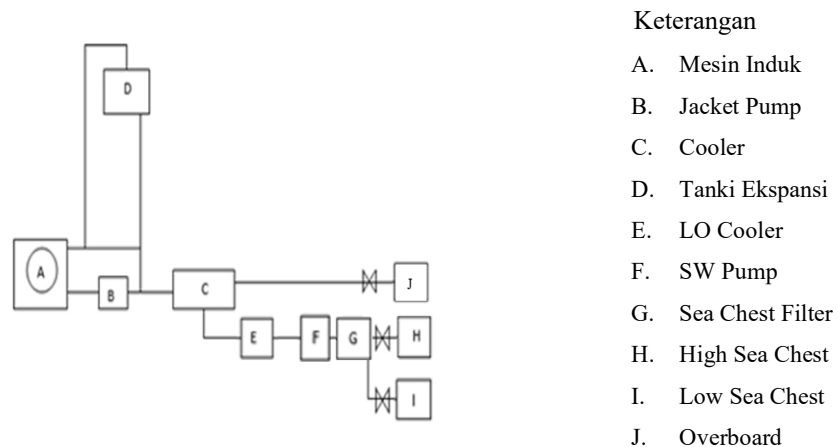 D
A
B
C
J
E
F
G
H
I
Keterangan
A. Mesin Induk
B. Jacket Pump
C. Cooler
D. Tanki Ekspansi
E. LO Cooler
F. SW Pump
G. Sea Chest Filter
H. High Sea Chest
I. Low Sea Chest
J. Overboard